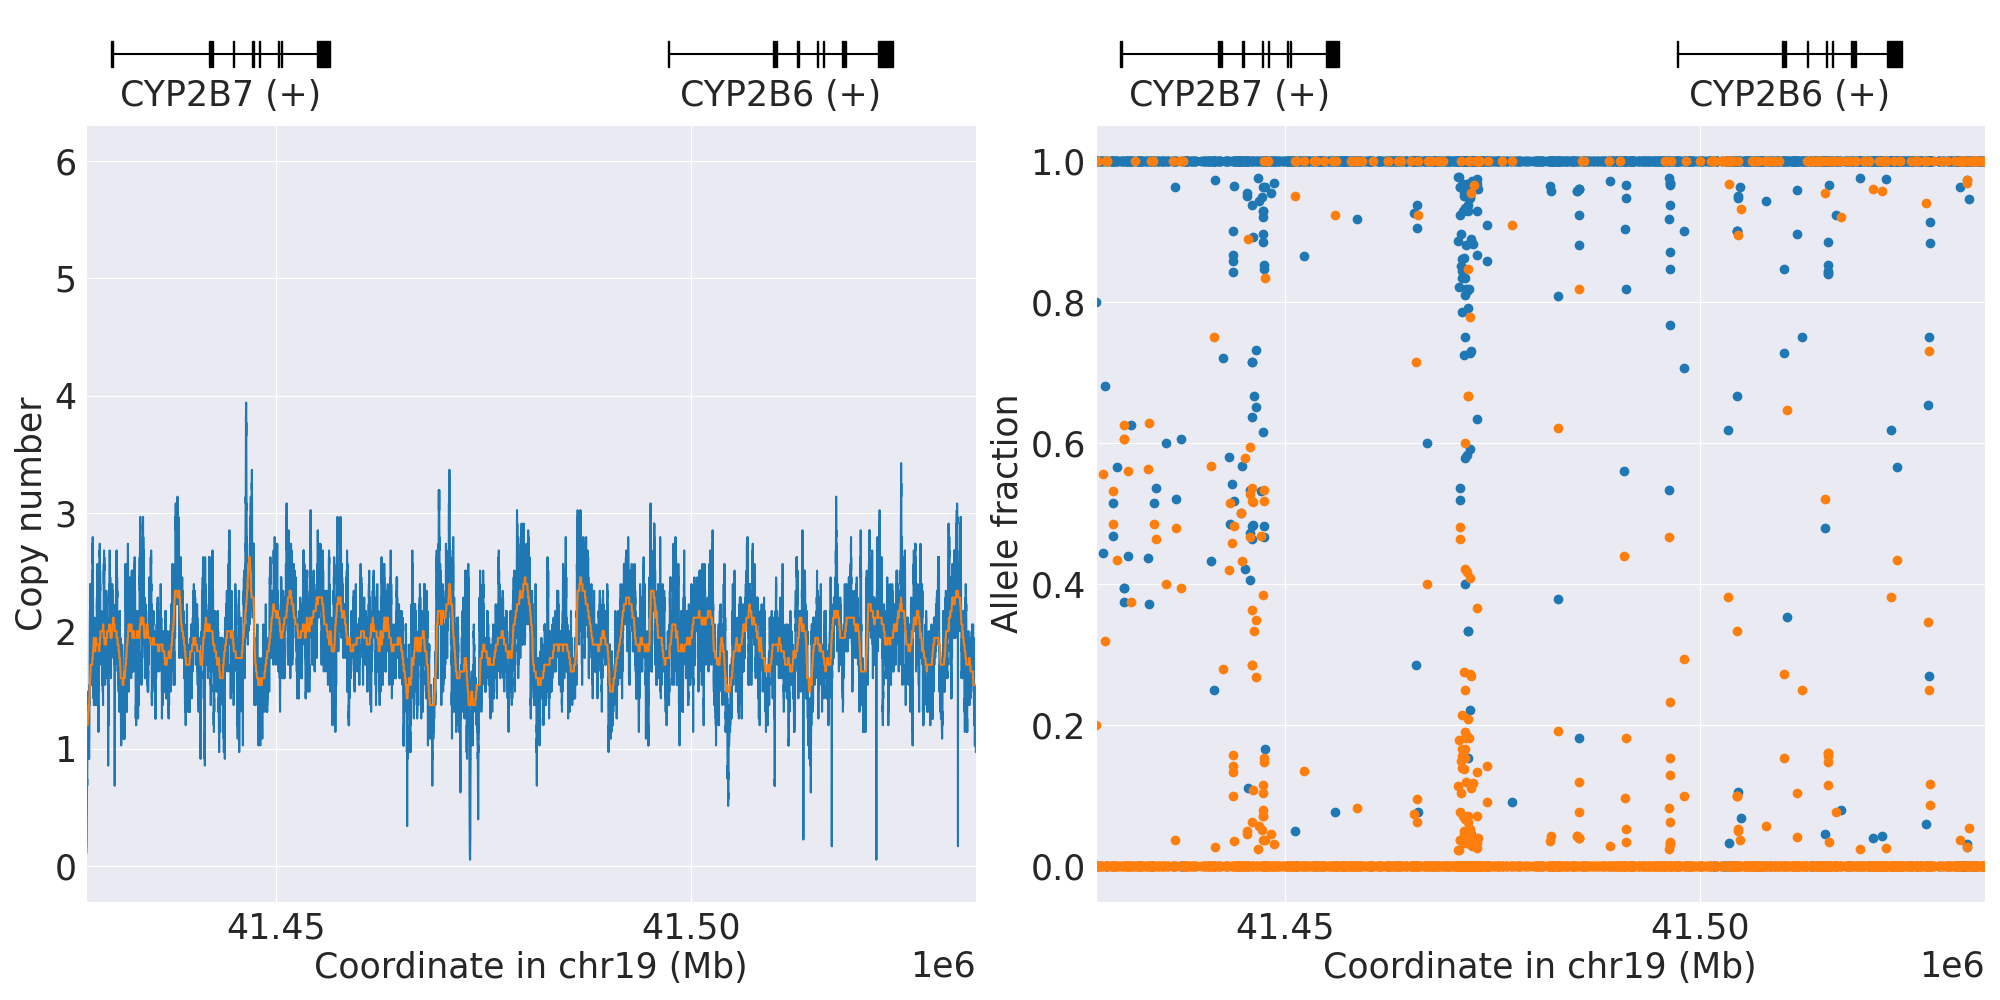 CYP2B7 (+)
CYP2B6 (+)
CYP2B7 (+)
CYP2B6 (+)
6
5
4
3
2
1
0
Copy number
41.45
41.50
Coordinate in chr19 (Mb)
1e6
1.0
0.8
0.6
0.4
0.2
0.0
Allele fraction
41.45
41.50
Coordinate in chr19 (Mb)
1e6